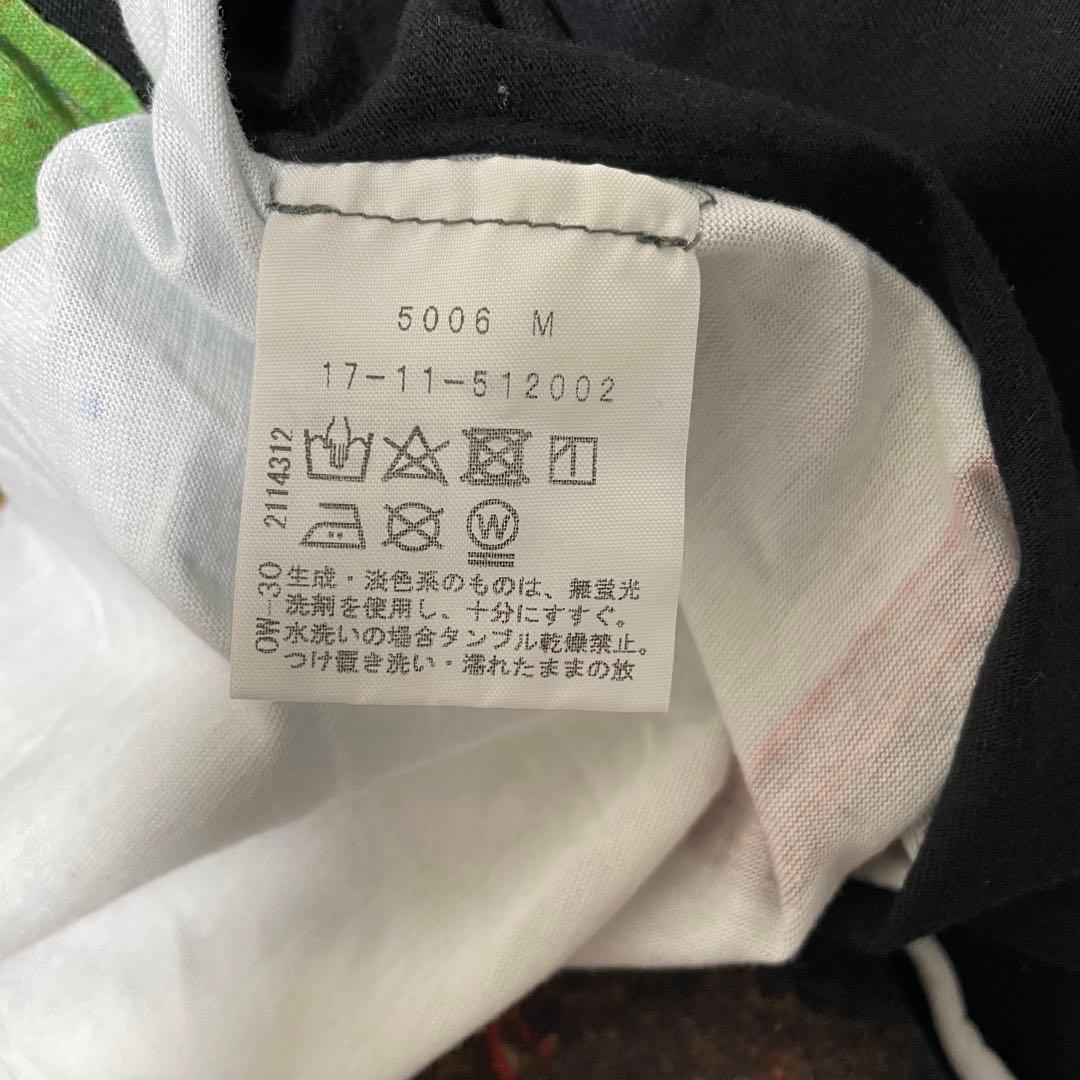 5006 M
17-11-512002
2114312
OW-30
W
生成・淡色系のものは、無蛍光
洗剤を使用し、十分にすすぐ。
水洗いの場合タンブル乾燥禁止。
つけ置き洗い・濡れたままの放